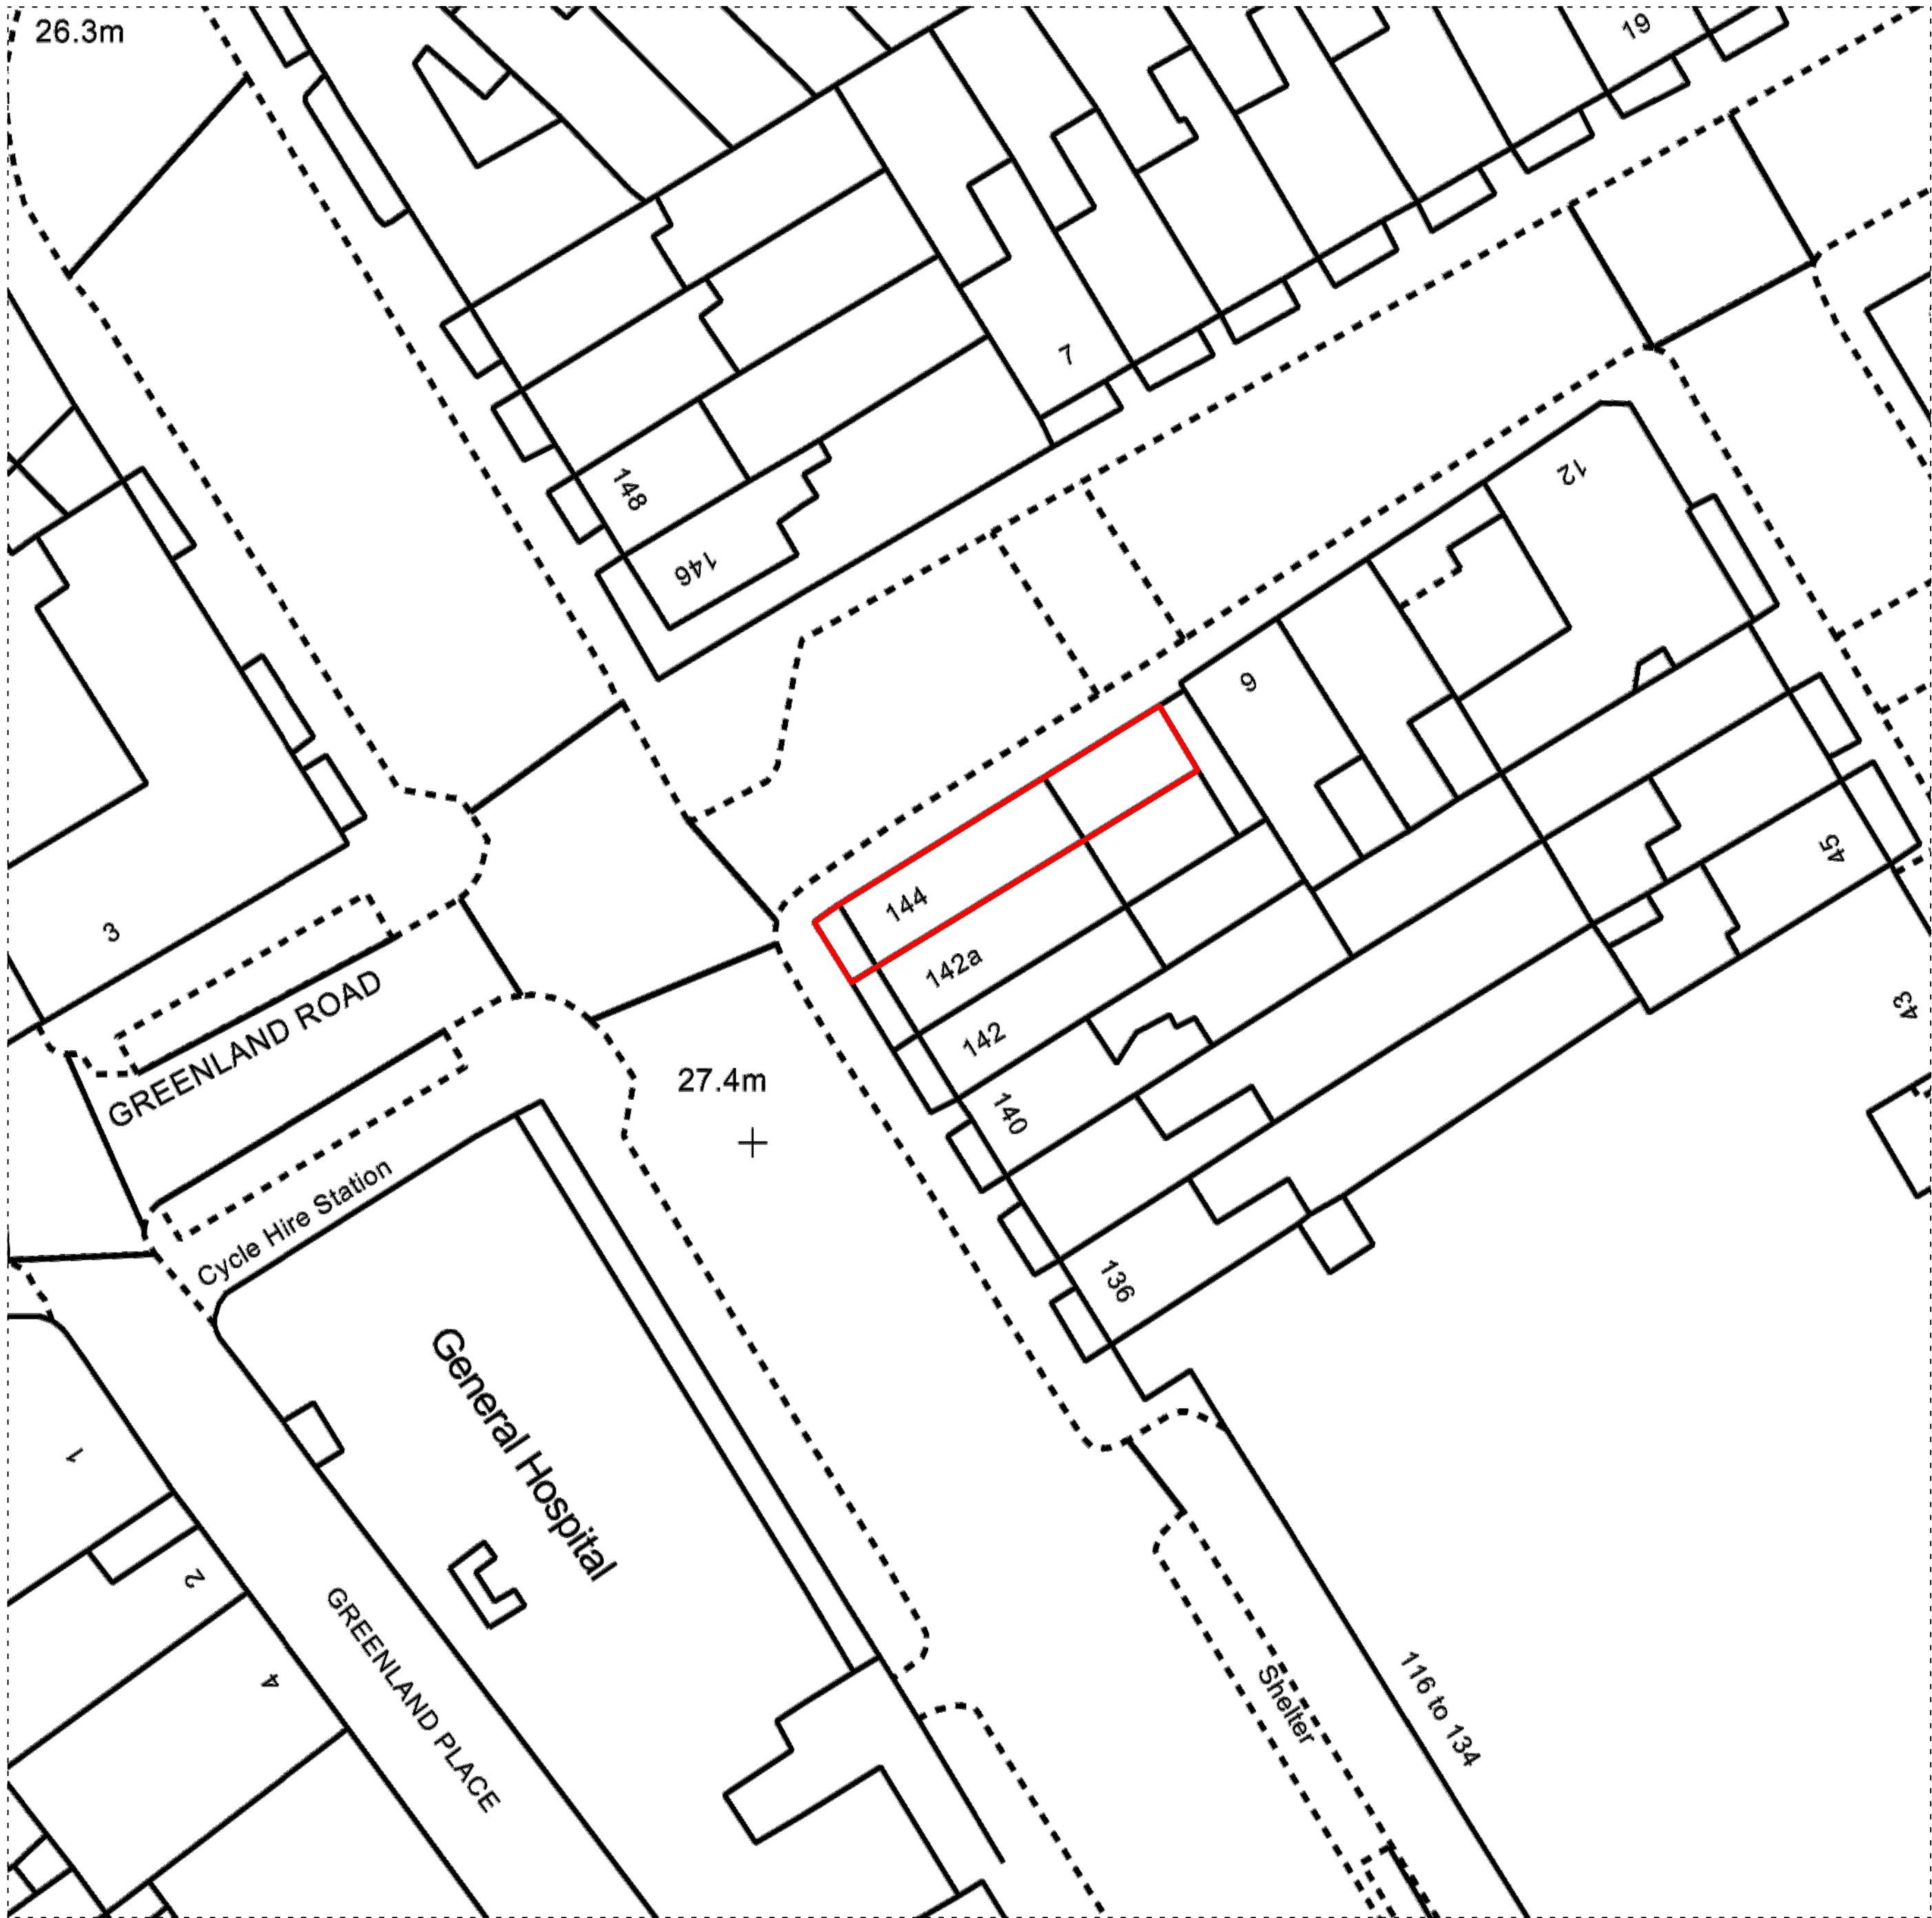 26.3m
19
7
148
146
12
9
144
142a
142
140
136
45
43
3
GREENLAND ROAD
27.4m
Cycle Hire Station
General Hospital
1
2
4
GREENLAND PLACE
Shelter
116 to 134